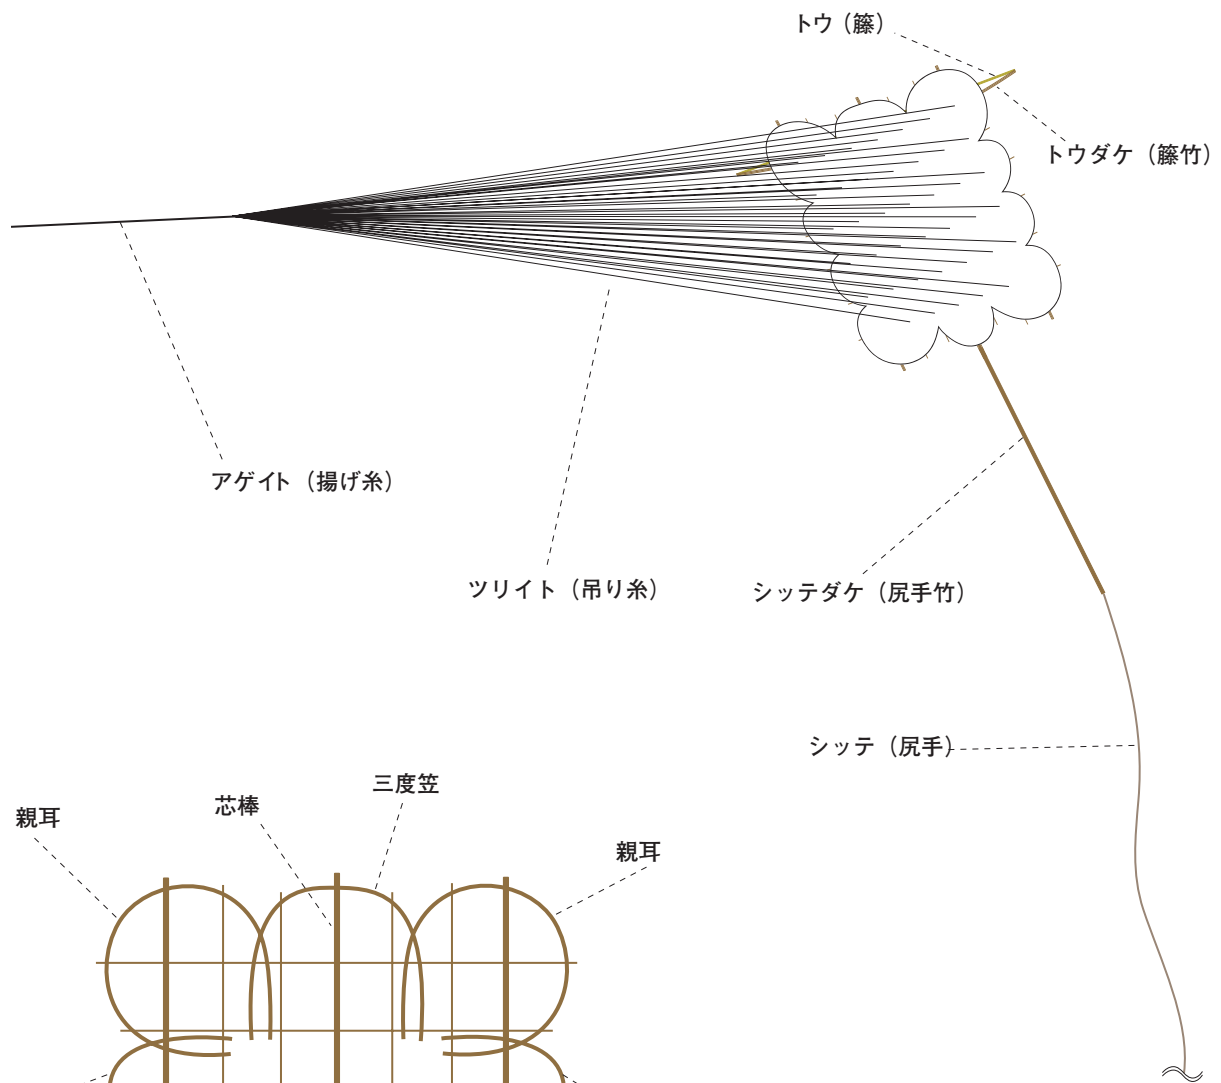 トウ（籐）
トウダケ（籐竹）
アゲイト（揚げ糸）
ツリイト（吊り糸）
シッテダケ（尻手竹）
シッテ（尻手）
三度笠
芯棒
親耳
親耳